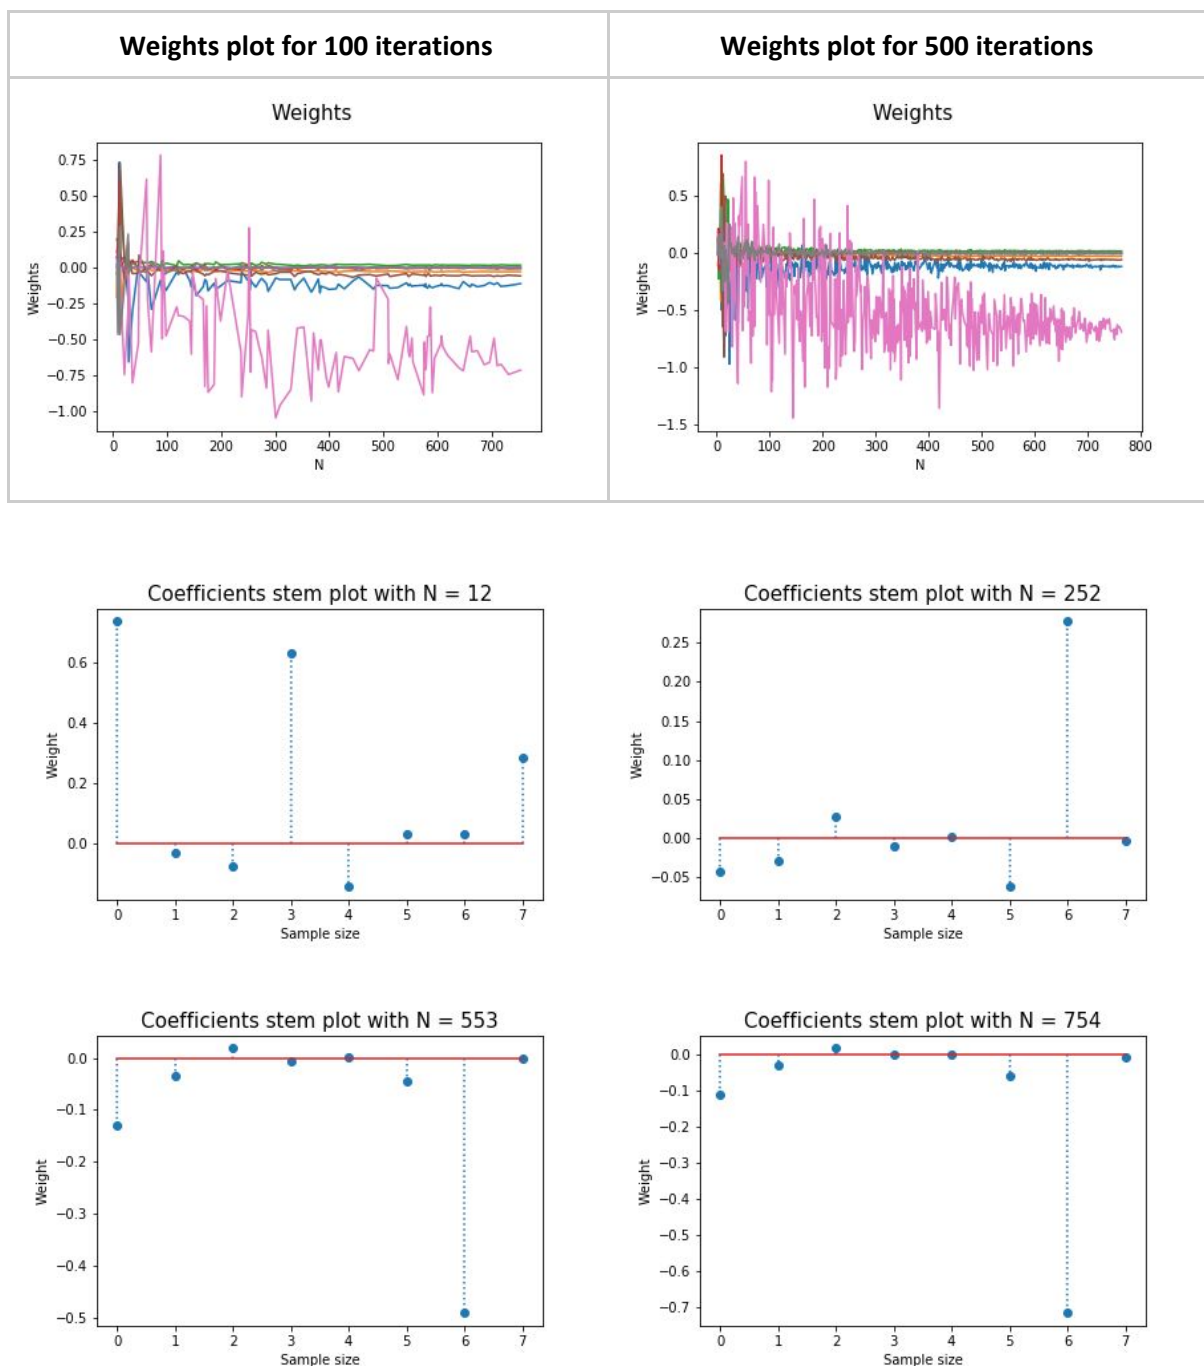 Weights plot for 100 iterations
Weights plot for 500 iterations
Weights
0.75
0.50
0.25
0.00
−0.25
−0.50
−0.75
−1.00
Weights
0 100 200 300 400 500 600 700
N
Weights
0.5
0.0
−0.5
−1.0
−1.5
Weights
0 100 200 300 400 500 600 700 800
N
Coefficients stem plot with N = 12
0.6
0.4
0.2
0.0
Weight
0 1 2 3 4 5 6 7
Sample size
Coefficients stem plot with N = 252
0.25
0.20
0.15
0.10
0.05
0.00
−0.05
Weight
0 1 2 3 4 5 6 7
Sample size
Coefficients stem plot with N = 553
0.0
−0.1
−0.2
−0.3
−0.4
−0.5
Weight
0 1 2 3 4 5 6 7
Sample size
Coefficients stem plot with N = 754
0.0
−0.1
−0.2
−0.3
−0.4
−0.5
−0.6
−0.7
Weight
0 1 2 3 4 5 6 7
Sample size